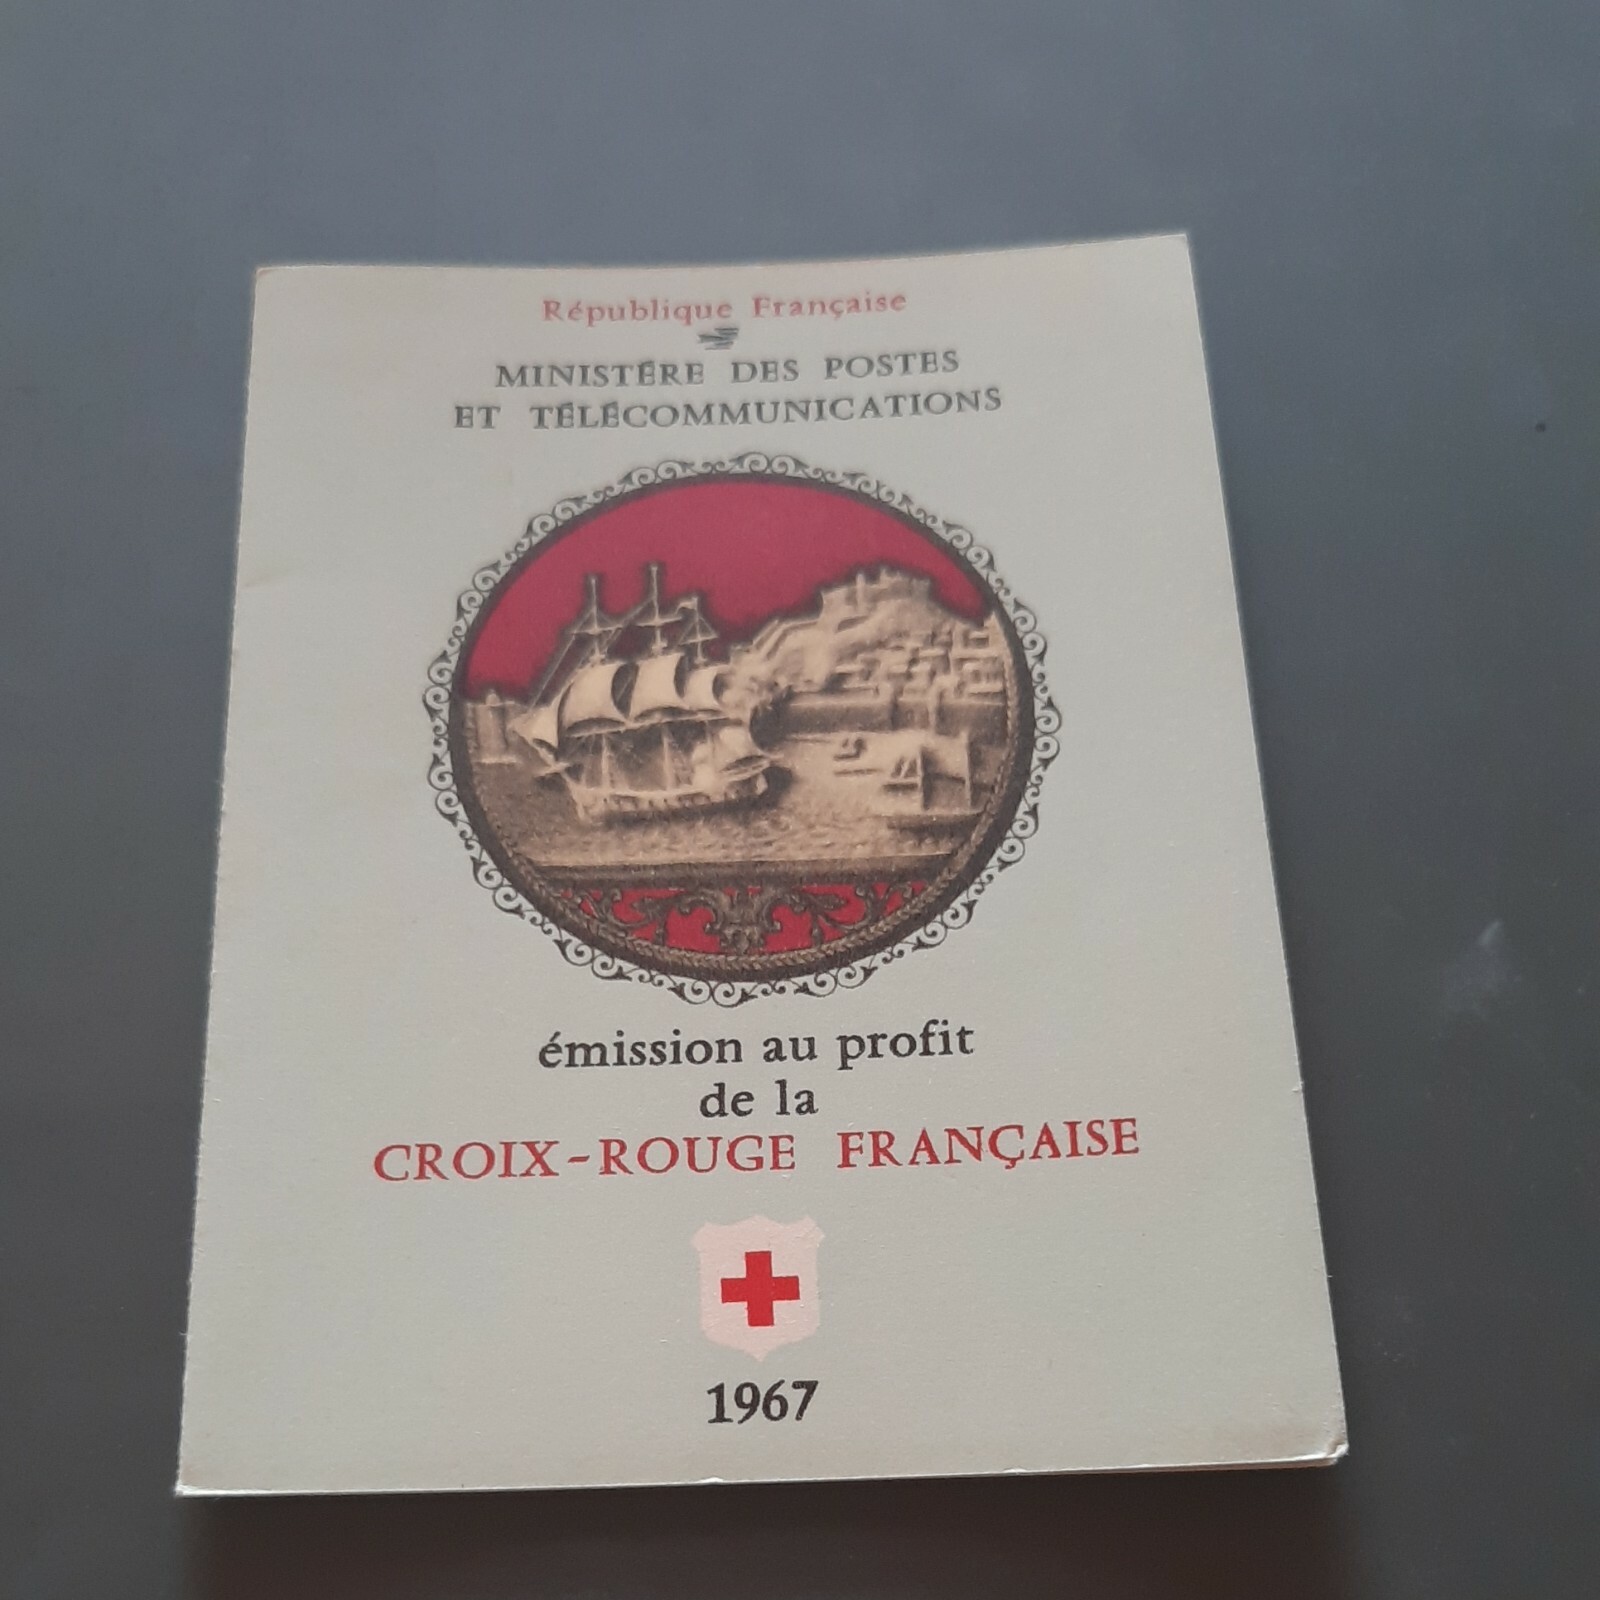 République Française
MINISTÈRE DES POSTES
ET TÉLÉCOMMUNICATIONS
émission au profit
de la
CROIX-ROUGE FRANÇAISE
1967